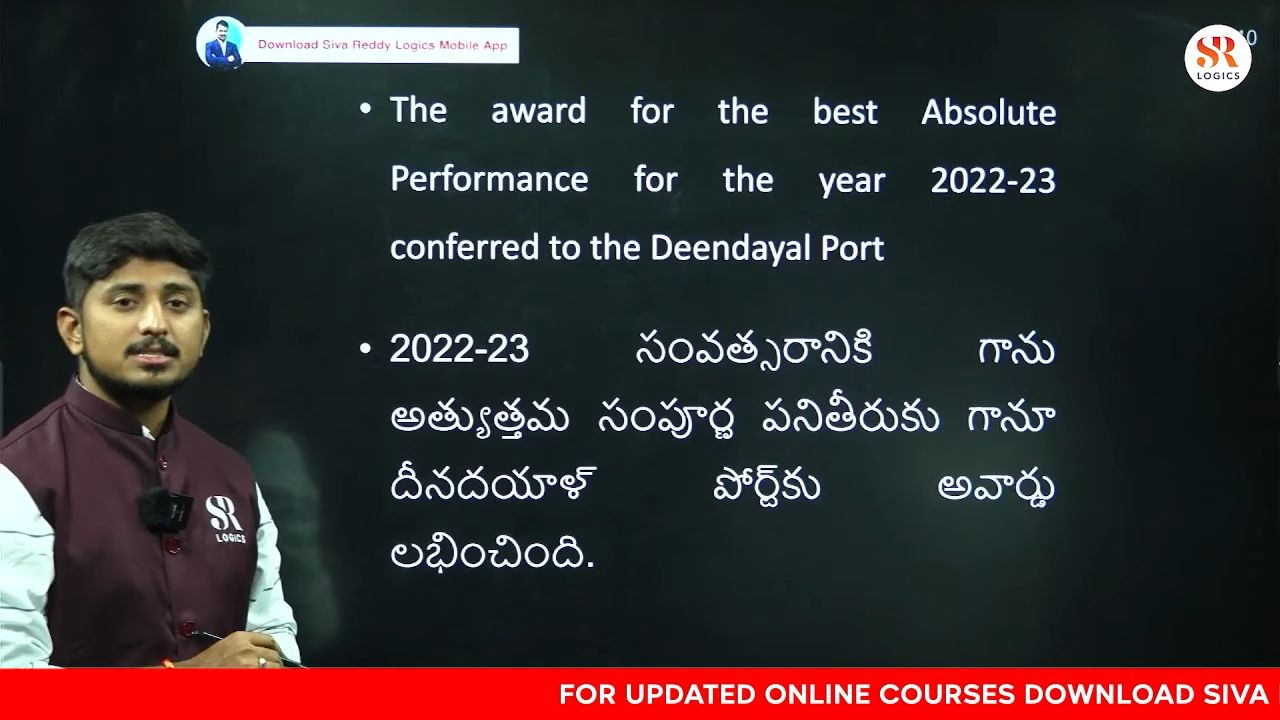 Download Siva Reddy Logics Mobile App
SR
LOGICS
• The award for the best Absolute
Performance for the year 2022-23
conferred to the Deendayal Port
• 2022-23 సంవత్సరానికి గాను
అత్యుత్తమ సంపూర్ణ పనితీరుకు గానూ
దీనదయాళ్ పోర్ట్‌కు అవార్డు
లభించింది.
SR
LOGICS
FOR UPDATED ONLINE COURSES DOWNLOAD SIVA